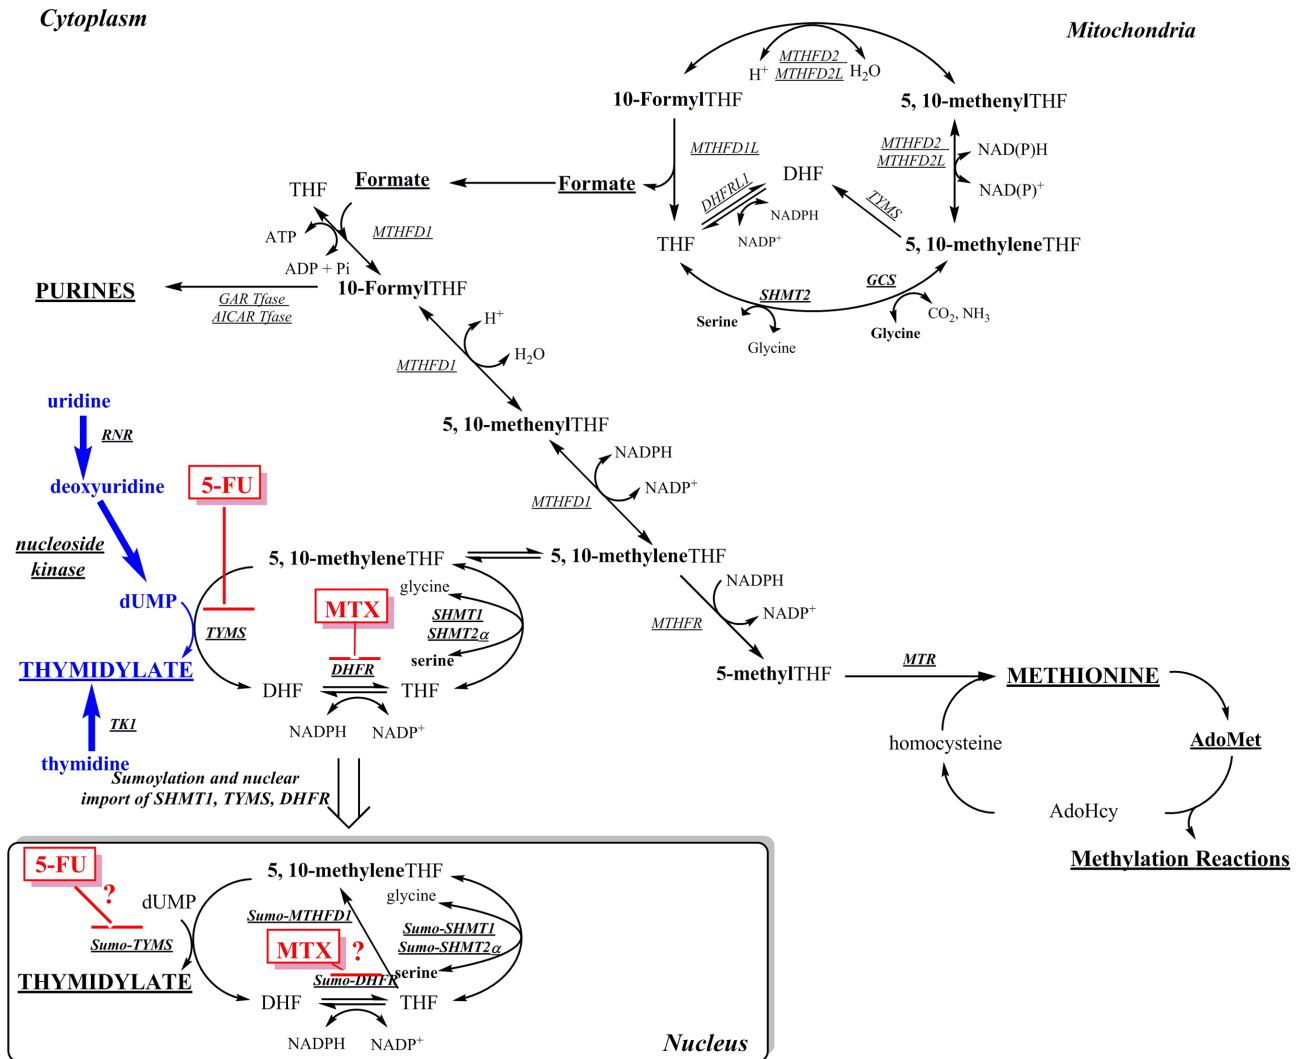 Cytoplasm
Mitochondria
MTHFD2
MTHFD2L
H+
H2O
10-FormylTHF
5, 10-methenylTHF
MTHFD1L
MTHFD2
MTHFD2L
NAD(P)H
NAD(P)+
DHF
DHFRL1
TYMS
NADPH
NADP+
Formate
Formate
THF
ATP
MTHFD1
ADP + Pi
THF
5, 10-methyleneTHF
PURINES
GAR Tfase
AICAR Tfase
10-FormylTHF
SHMT2
GCS
Serine
Glycine
Glycine
CO2, NH3
H+
H2O
MTHFD1
uridine
RNR
5, 10-methenylTHF
deoxyuridine
5-FU
NADPH
NADP+
MTHFD1
nucleoside
kinase
5, 10-methyleneTHF
5, 10-methyleneTHF
dUMP
TYMS
MTX
glycine
SHMT1
SHMT2α
serine
NADPH
NADP+
MTHFR
THYMIDYLATE
DHFR
DHF
THF
NADPH
NADP+
5-methylTHF
MTR
METHIONINE
TK1
thymidine
homocysteine
AdoMet
AdoHcy
Methylation Reactions
Sumoylation and nuclear
import of SHMT1, TYMS, DHFR
5-FU
?
5, 10-methyleneTHF
dUMP
glycine
Sumo-MTHFD1
Sumo-SHMT1
Sumo-SHMT2α
Sumo-TYMS
MTX
?
serine
THYMIDYLATE
Sumo-DHFR
DHF
THF
NADPH
NADP+
Nucleus